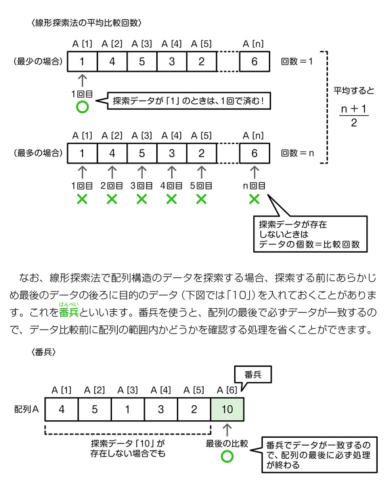 〈線形探索法の平均比較回数〉
A [1] A [2] A [3] A [4] A [5] A [n]
(最少の場合) 1 4 5 3 2 6 回数＝1
平均すると
n＋1
2
1回目
探索データが「1」のときは、1回で済む！
A [1] A [2] A [3] A [4] A [5] A [n]
(最多の場合) 1 4 5 3 2 6 回数＝n
1回目 2回目 3回目 4回目 5回目 n回目
探索データが存在
しないときは
データの個数＝比較回数
なお、線形探索法で配列構造のデータを探索する場合、探索する前にあらかじ
め最後のデータの後ろに目的のデータ（下図では「10」）を入れておくことがありま
ばんぺい
す。これを番兵といいます。番兵を使うと、配列の最後で必ずデータが一致するの
で、データ比較前に配列の範囲内かどうかを確認する処理を省くことができます。
〈番兵〉
番兵
A [1] A [2] A [3] A [4] A [5] A [6]
配列A 4 5 1 3 2 10
探索データ「10」が
存在しない場合でも
最後の比較
番兵でデータが一致するの
で、配列の最後に必ず処理
が終わる